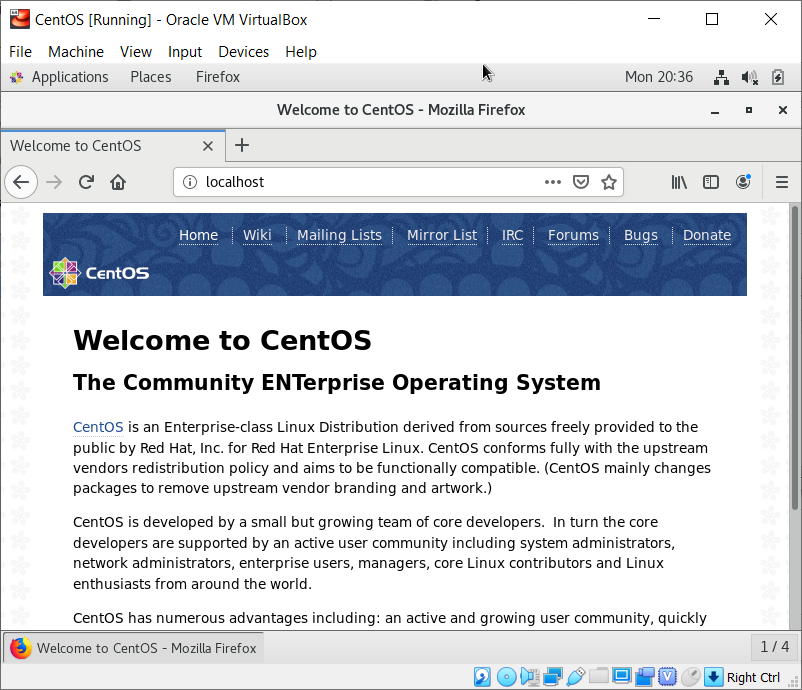 CentOS [Running] - Oracle VM VirtualBox
File Machine View Input Devices Help
Applications Places Firefox Mon 20:36
Welcome to CentOS - Mozilla Firefox
Welcome to CentOS
localhost
Home Wiki Mailing Lists Mirror List IRC Forums Bugs Donate
CentOS
Welcome to CentOS
The Community ENTerprise Operating System
CentOS is an Enterprise-class Linux Distribution derived from sources freely provided to the
public by Red Hat, Inc. for Red Hat Enterprise Linux. CentOS conforms fully with the upstream
vendors redistribution policy and aims to be functionally compatible. (CentOS mainly changes
packages to remove upstream vendor branding and artwork.)
CentOS is developed by a small but growing team of core developers.  In turn the core
developers are supported by an active user community including system administrators,
network administrators, enterprise users, managers, core Linux contributors and Linux
enthusiasts from around the world.
CentOS has numerous advantages including: an active and growing user community, quickly
Welcome to CentOS - Mozilla Firefox 1 / 4
V Right Ctrl